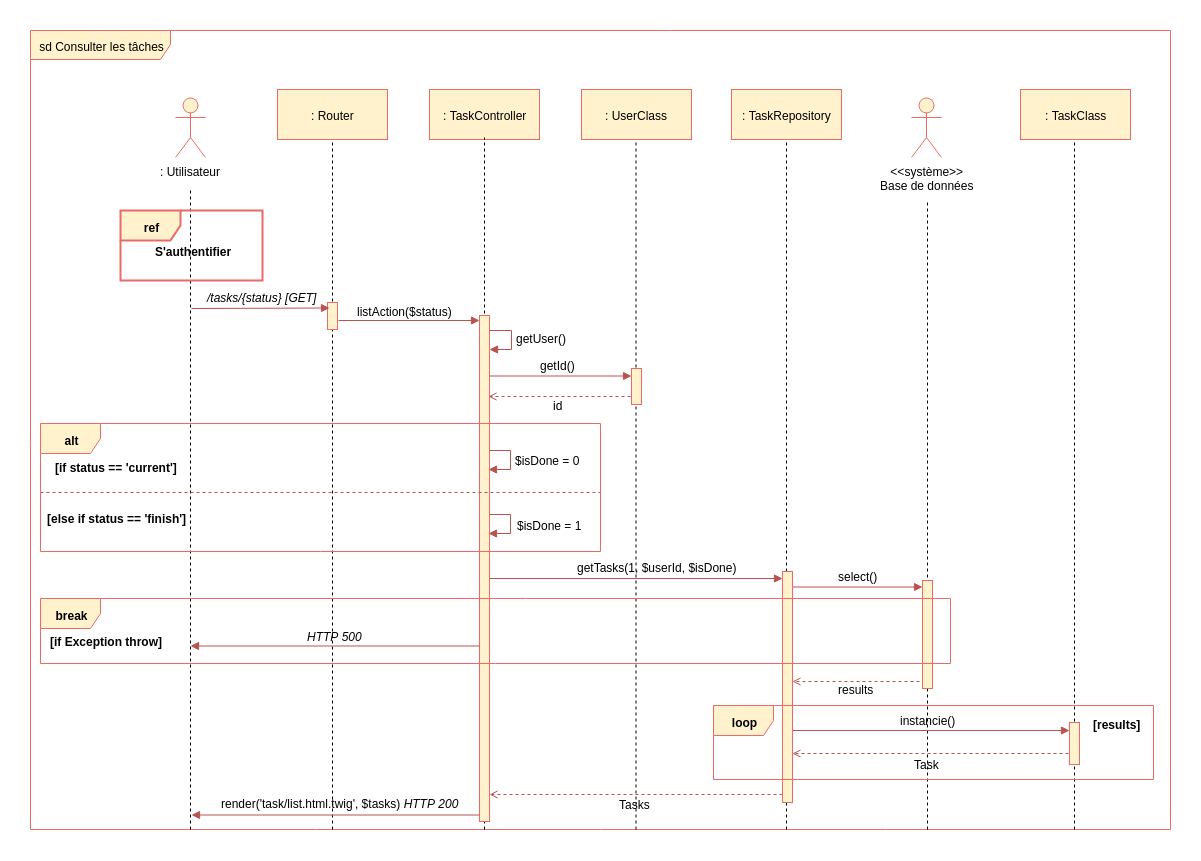 sd Consulter les tâches
: Utilisateur
: Router
: TaskController
: UserClass
: TaskRepository
<<système>>
Base de données
: TaskClass
ref
S'authentifier
/tasks/{status} [GET]
listAction($status)
getUser()
getId()
id
alt
[if status == 'current']
$isDone = 0
[else if status == 'finish']
$isDone = 1
getTasks(1, $userId, $isDone)
select()
break
[if Exception throw]
HTTP 500
results
loop
instancie()
[results]
Task
Tasks
render('task/list.html.twig', $tasks) HTTP 200